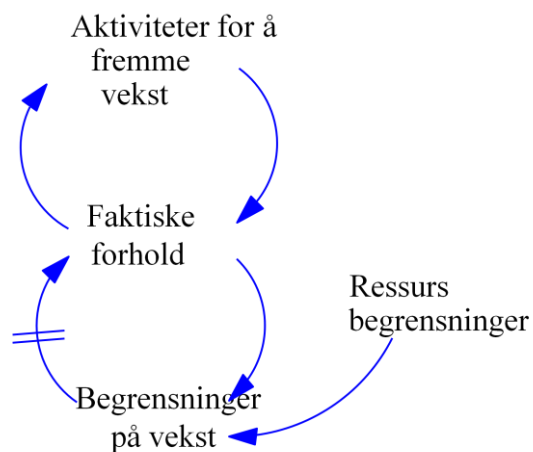 Aktiviteter for å
fremme
vekst
Faktiske
forhold
Ressurs
begrensninger
Begrensninger
på vekst